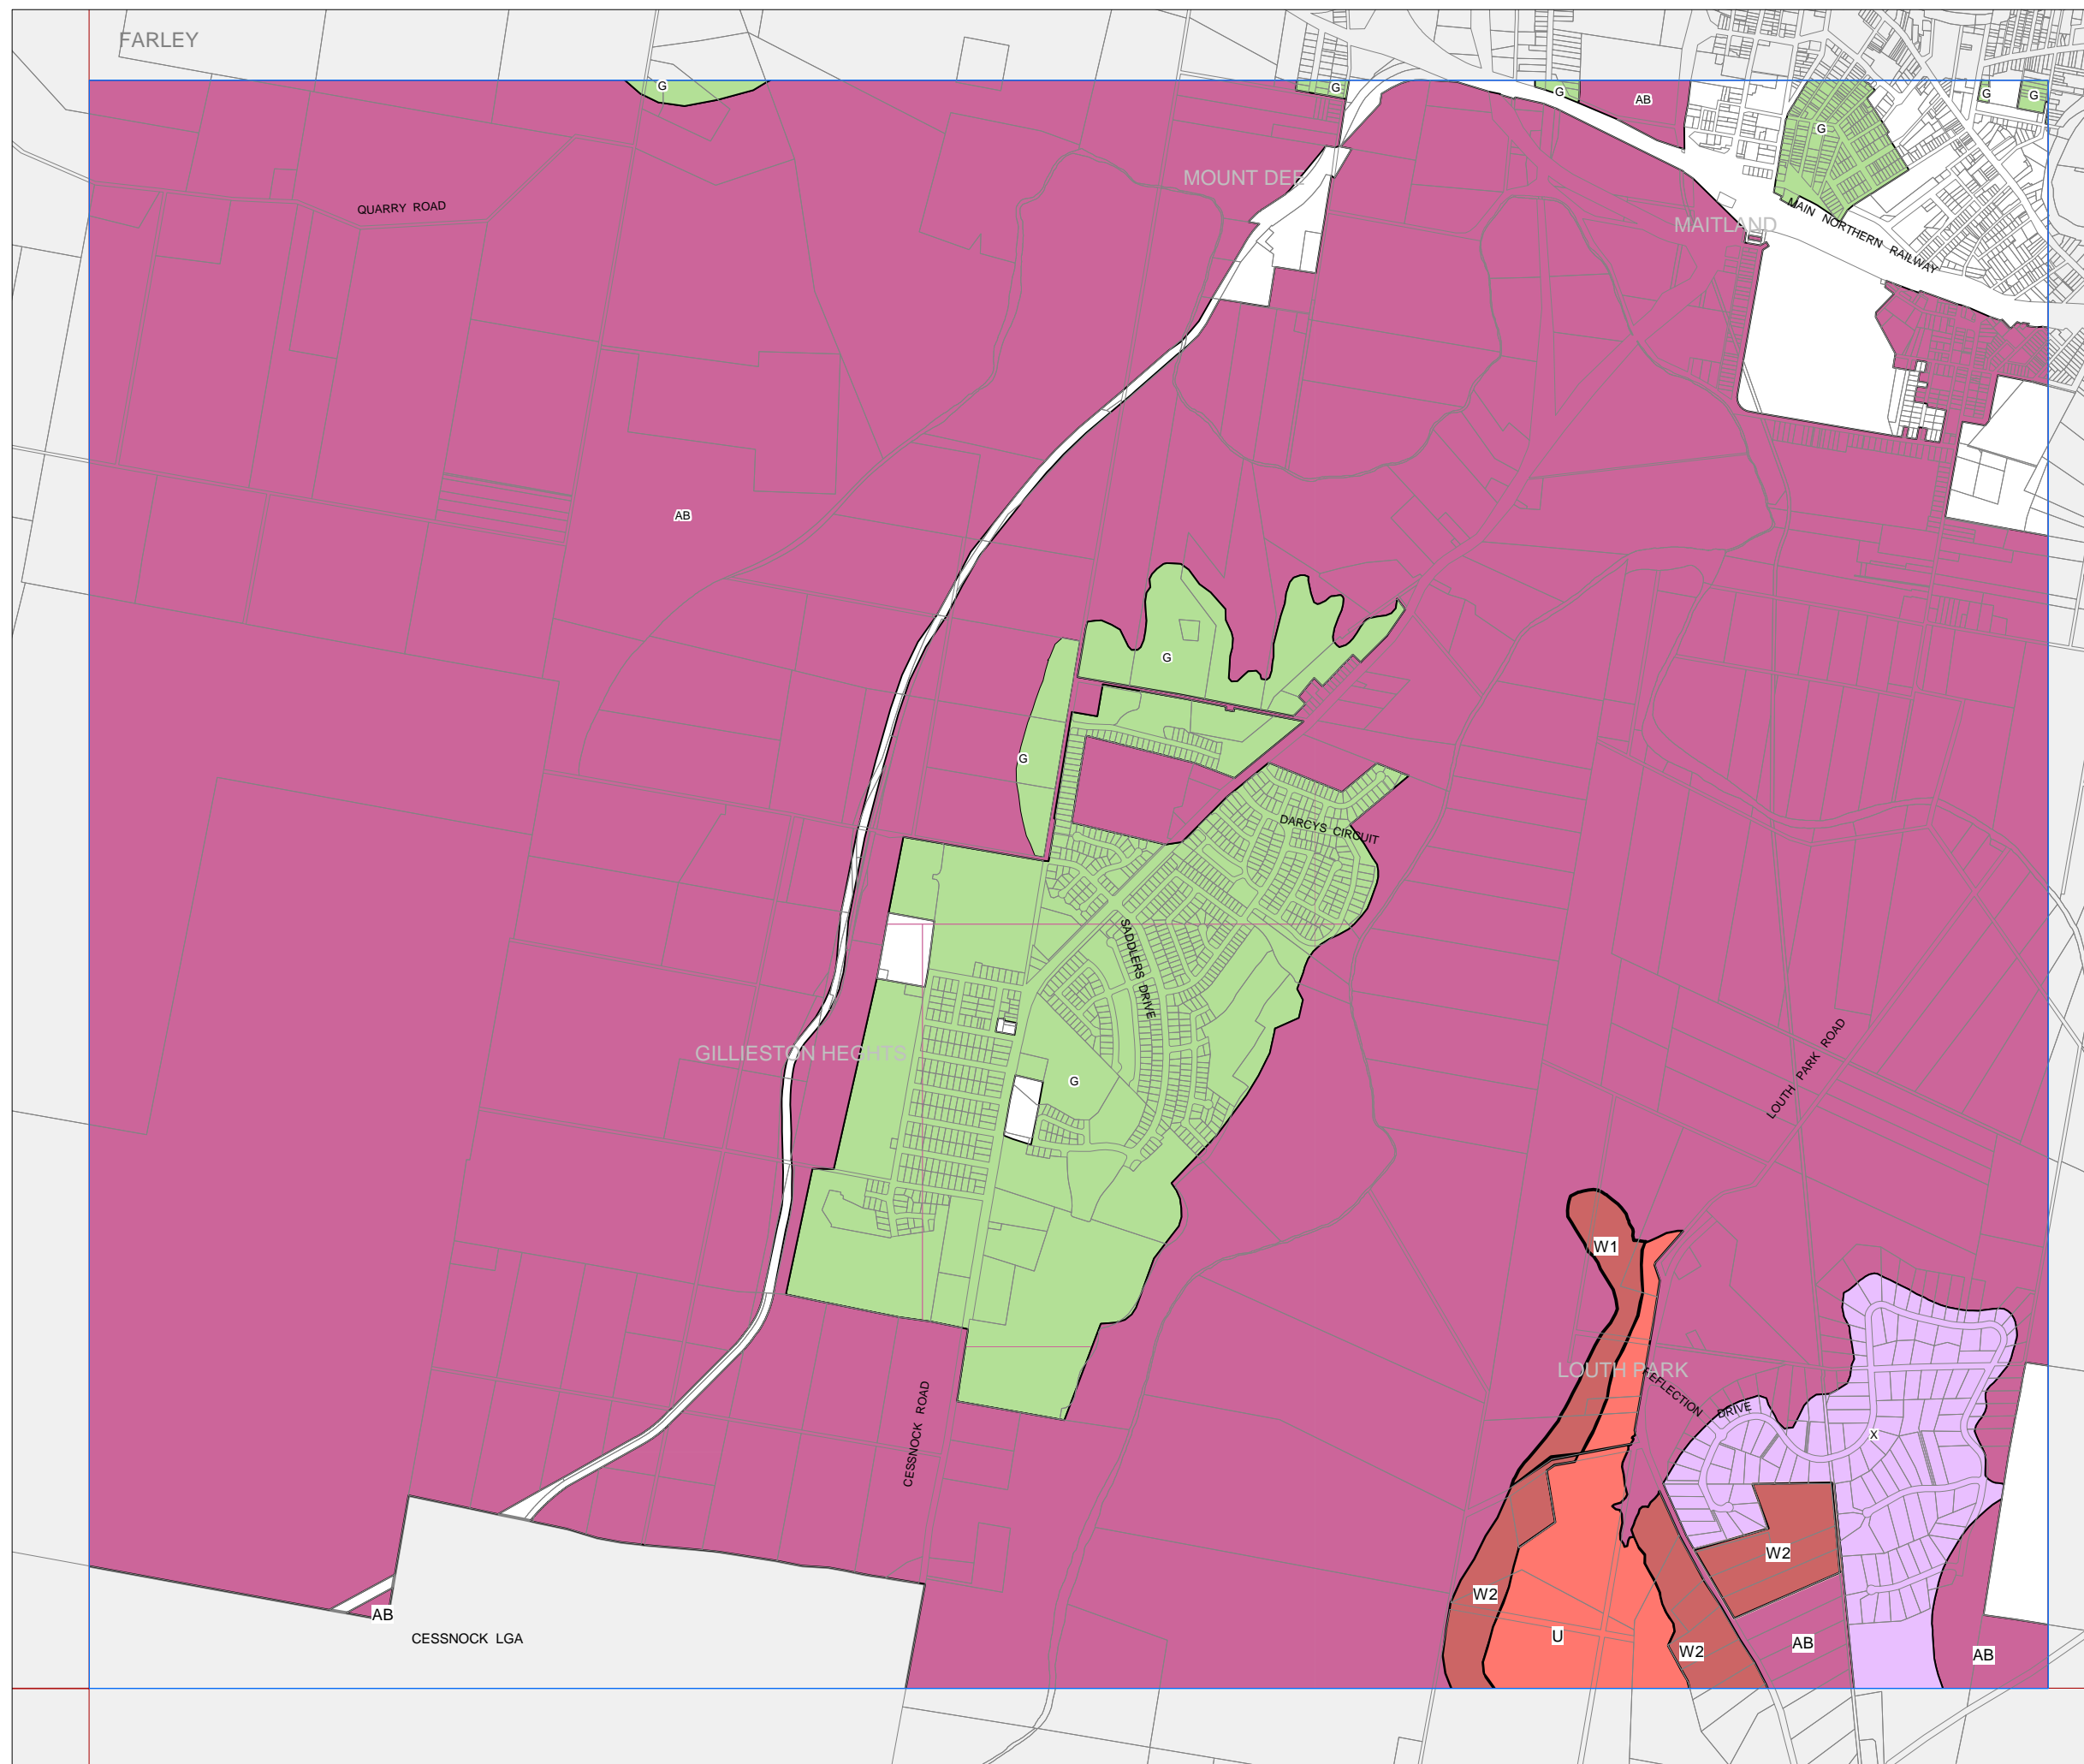 FARLEY
G
G
G
AB
G
G
G
MOUNT DEE
QUARRY ROAD
MAITLAND
MAIN NORTHERN RAILWAY
AB
G
G
DARCYS CIRCUIT
SADDLERS DRIVE
GILLIESTON HEGHTS
G
LOUTH PARK ROAD
W1
LOUTH PARK
REFLECTION DRIVE
CESSNOCK ROAD
X
W2
W2
AB
CESSNOCK LGA
U
W2
AB
AB